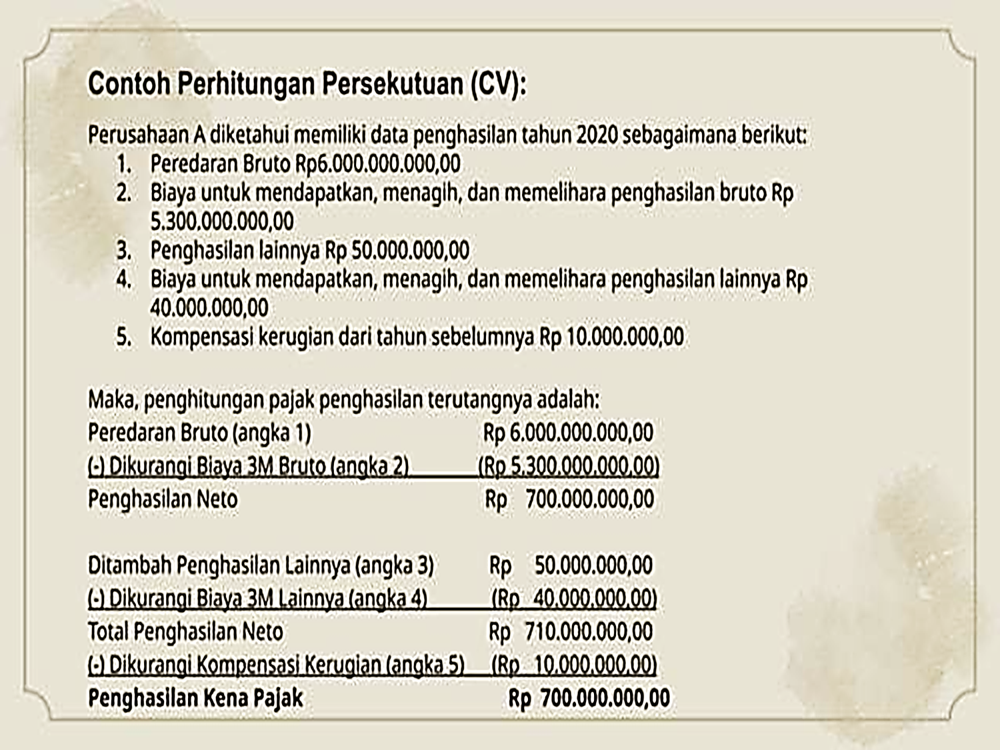 Contoh Perhitungan Persekutuan (CV):
Perusahaan A diketahui memiliki data penghasilan tahun 2020 sebagaimana berikut:
1. Peredaran Bruto Rp6.000.000.000,00
2. Biaya untuk mendapatkan, menagih, dan memelihara penghasilan bruto Rp
5.300.000.000,00
3. Penghasilan lainnya Rp 50.000.000,00
4. Biaya untuk mendapatkan, menagih, dan memelihara penghasilan lainnya Rp
40.000.000,00
5. Kompensasi kerugian dari tahun sebelumnya Rp 10.000.000,00
Maka, penghitungan pajak penghasilan terutangnya adalah:
Peredaran Bruto (angka 1) Rp 6.000.000.000,00
(-) Dikurangi Biaya 3M Bruto (angka 2) (Rp 5.300.000.000,00)
Penghasilan Neto Rp 700.000.000,00
Ditambah Penghasilan Lainnya (angka 3) Rp 50.000.000,00
(-) Dikurangi Biaya 3M Lainnya (angka 4) (Rp 40.000.000,00)
Total Penghasilan Neto Rp 710.000.000,00
(-) Dikurangi Kompensasi Kerugian (angka 5) (Rp 10.000.000,00)
Penghasilan Kena Pajak Rp 700.000.000,00